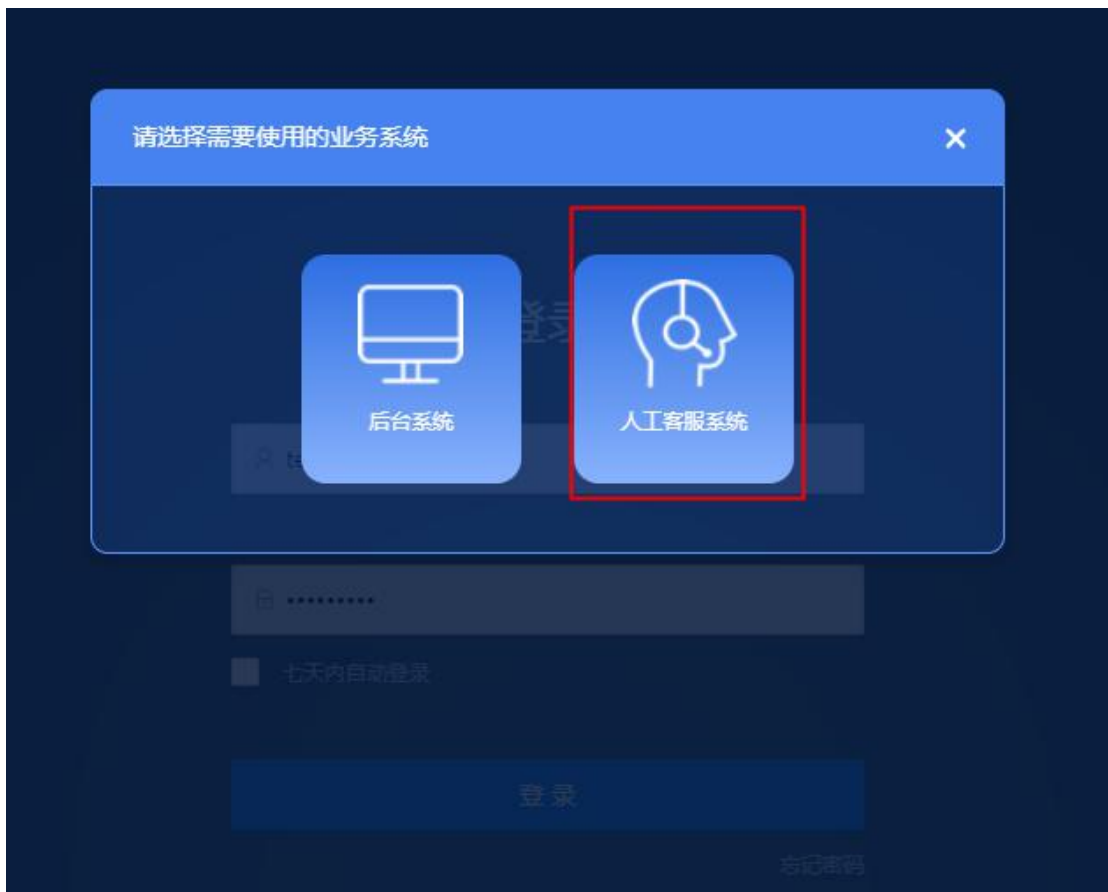 请选择需要使用的业务系统
后台系统
人工客服系统
•••••••••
七天内自动登录
登 录
忘记密码